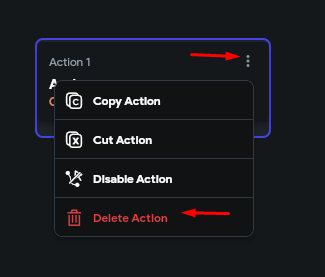 Action 1
Copy Action
Cut Action
Disable Action
Delete Action